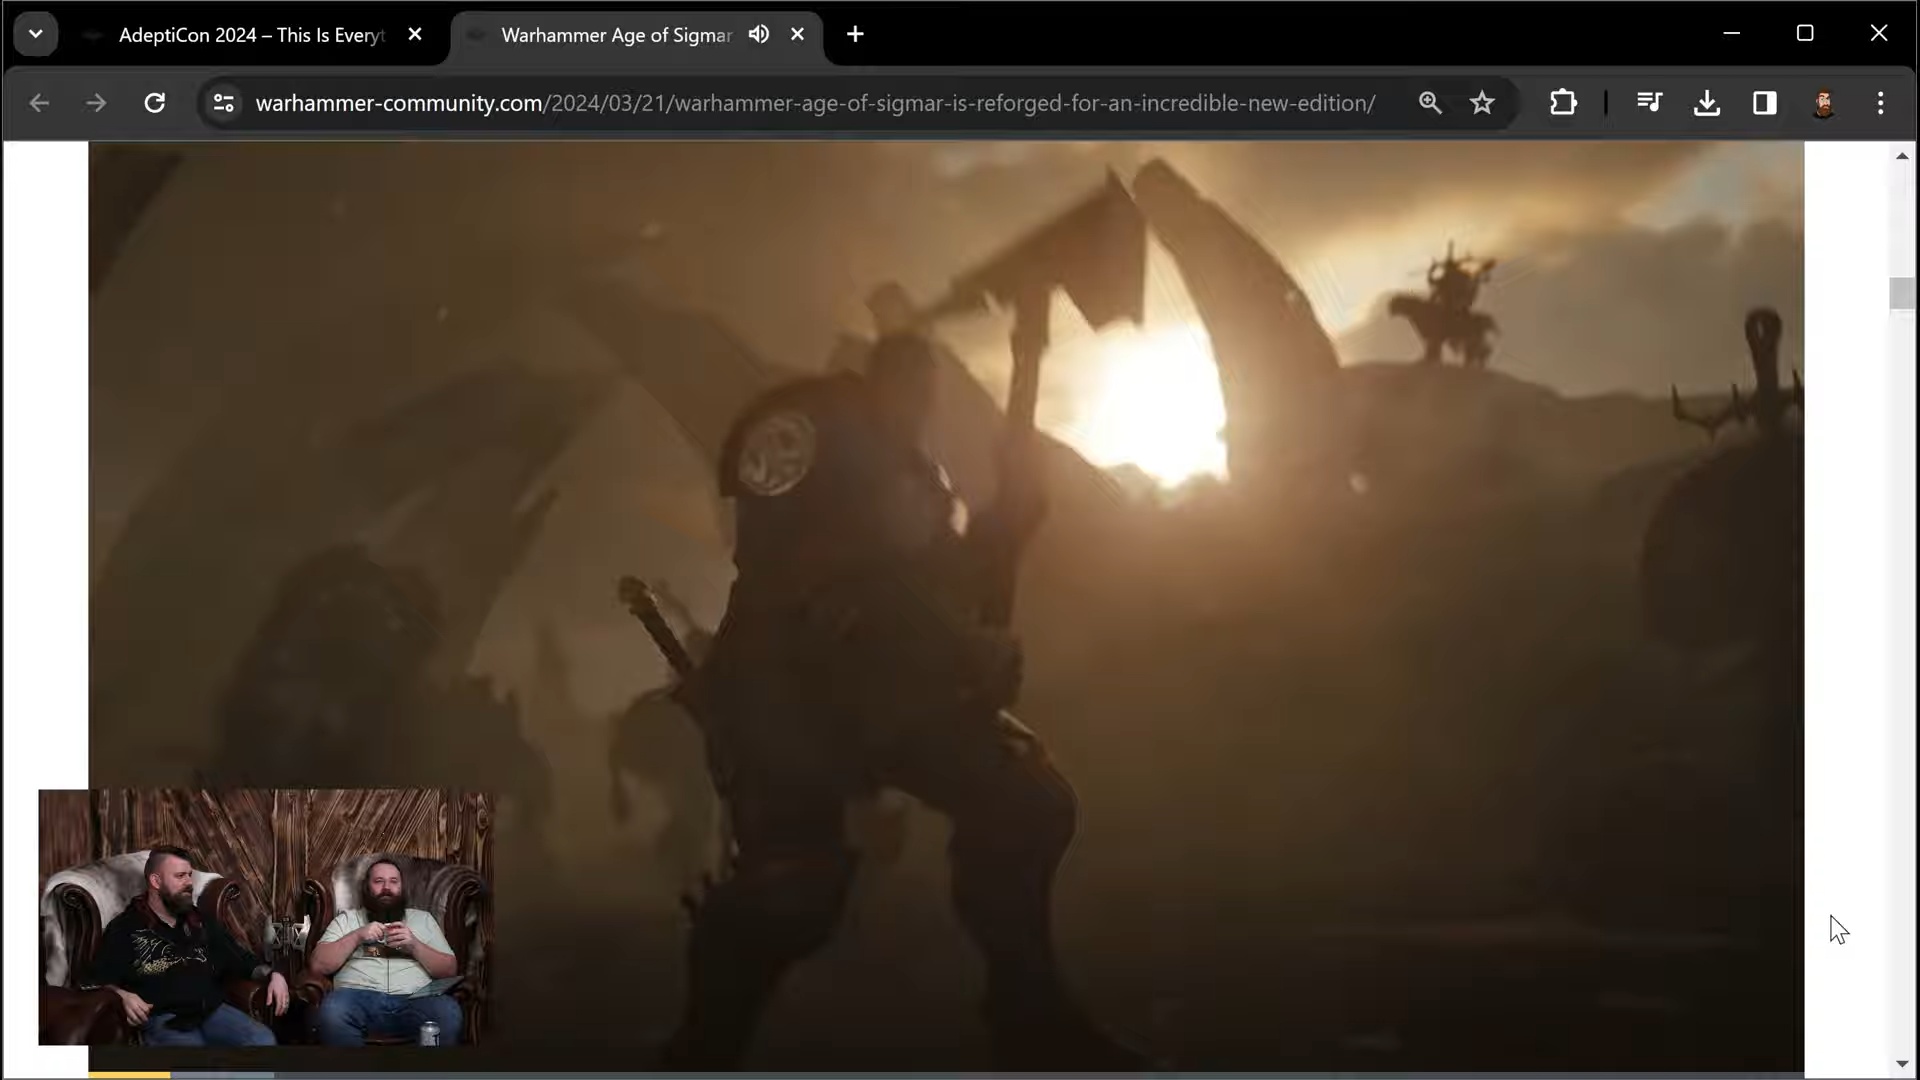 AdeptiCon 2024 – This Is Everyt
Warhammer Age of Sigmar
warhammer-community.com/2024/03/21/warhammer-age-of-sigmar-is-reforged-for-an-incredible-new-edition/